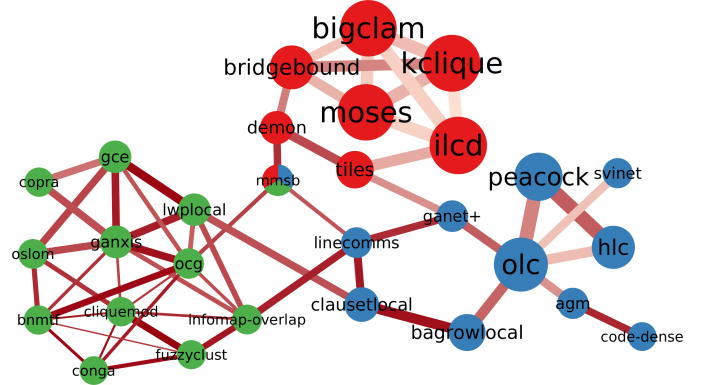 bigclam
bridgebound
kclique
moses
demon
ilcd
gce
tiles
svinet
copra
mmsb
peacock
lwplocal
ganet+
ganxis
linecomms
hlc
oslom
ocg
olc
clausetlocal
agm
bnmtf
cliquemod
infomap-overlap
bagrowlocal
code-dense
fuzzyclust
conga